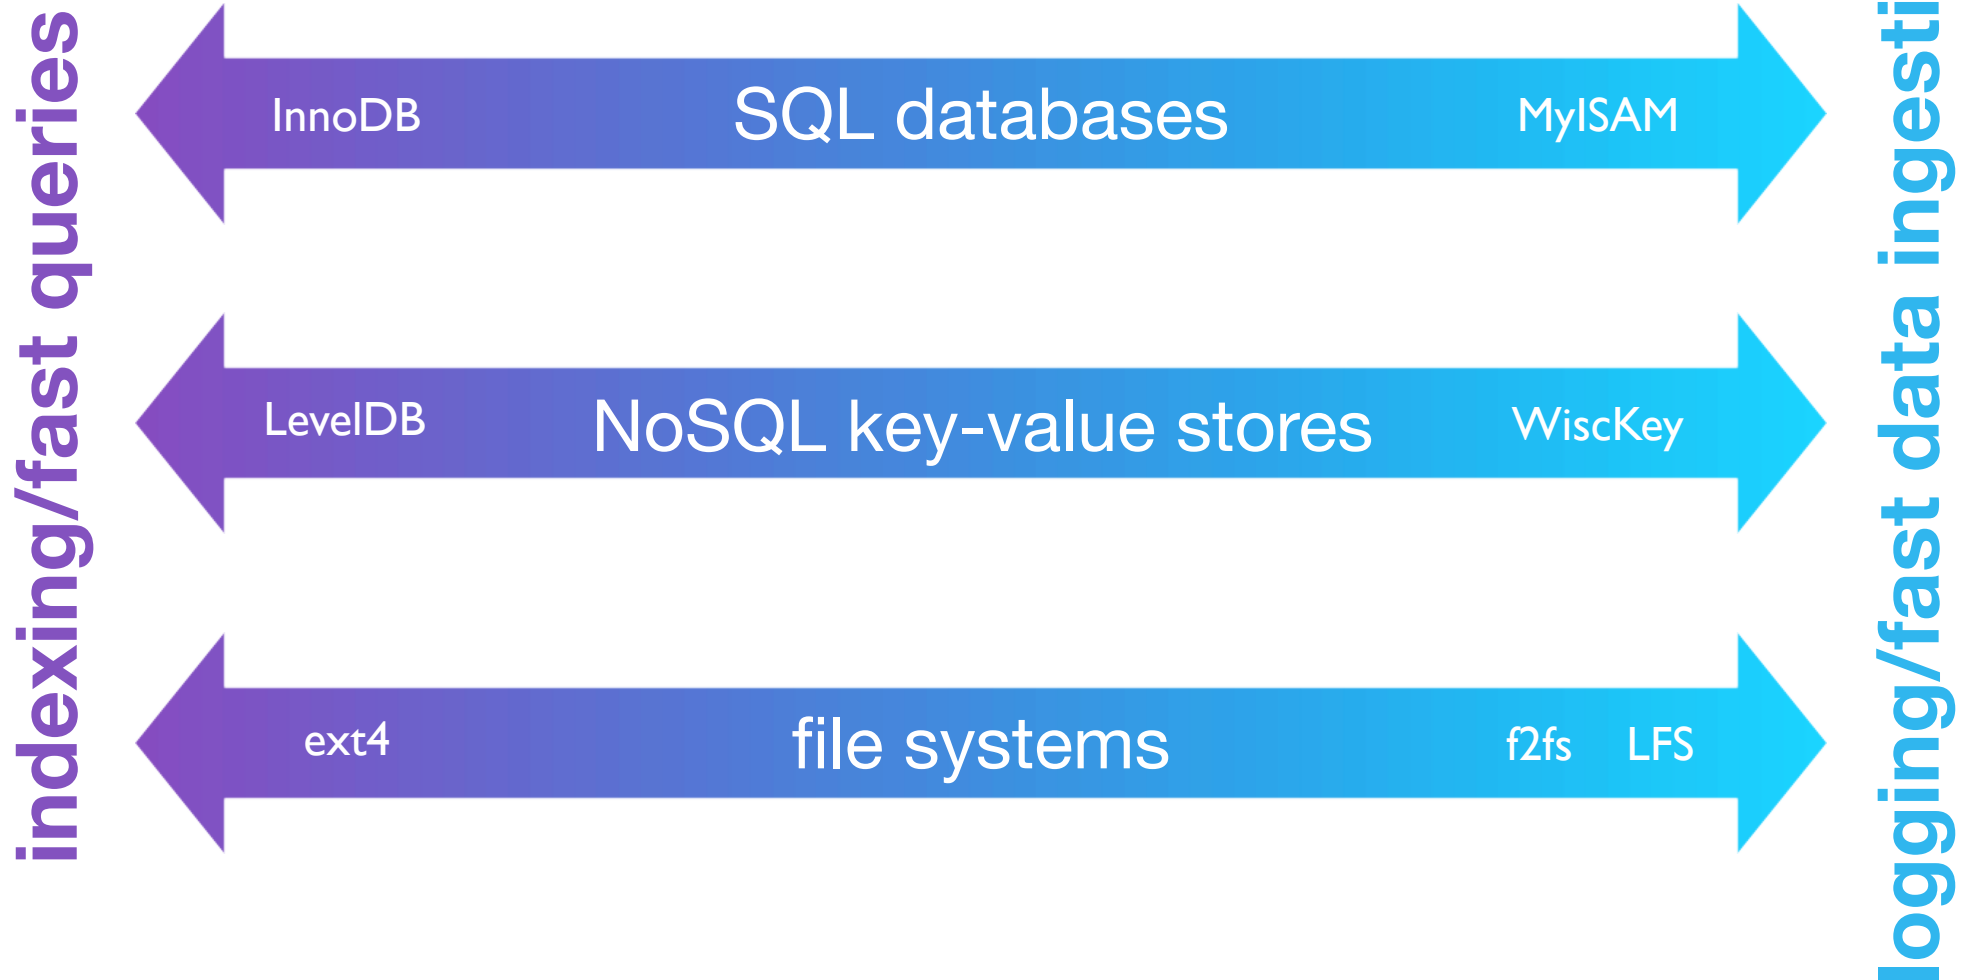 indexing/fast queries
InnoDB SQL databases MyISAM
LevelDB NoSQL key-value stores WiscKey
ext4 file systems f2fs LFS
logging/fast data ingesti